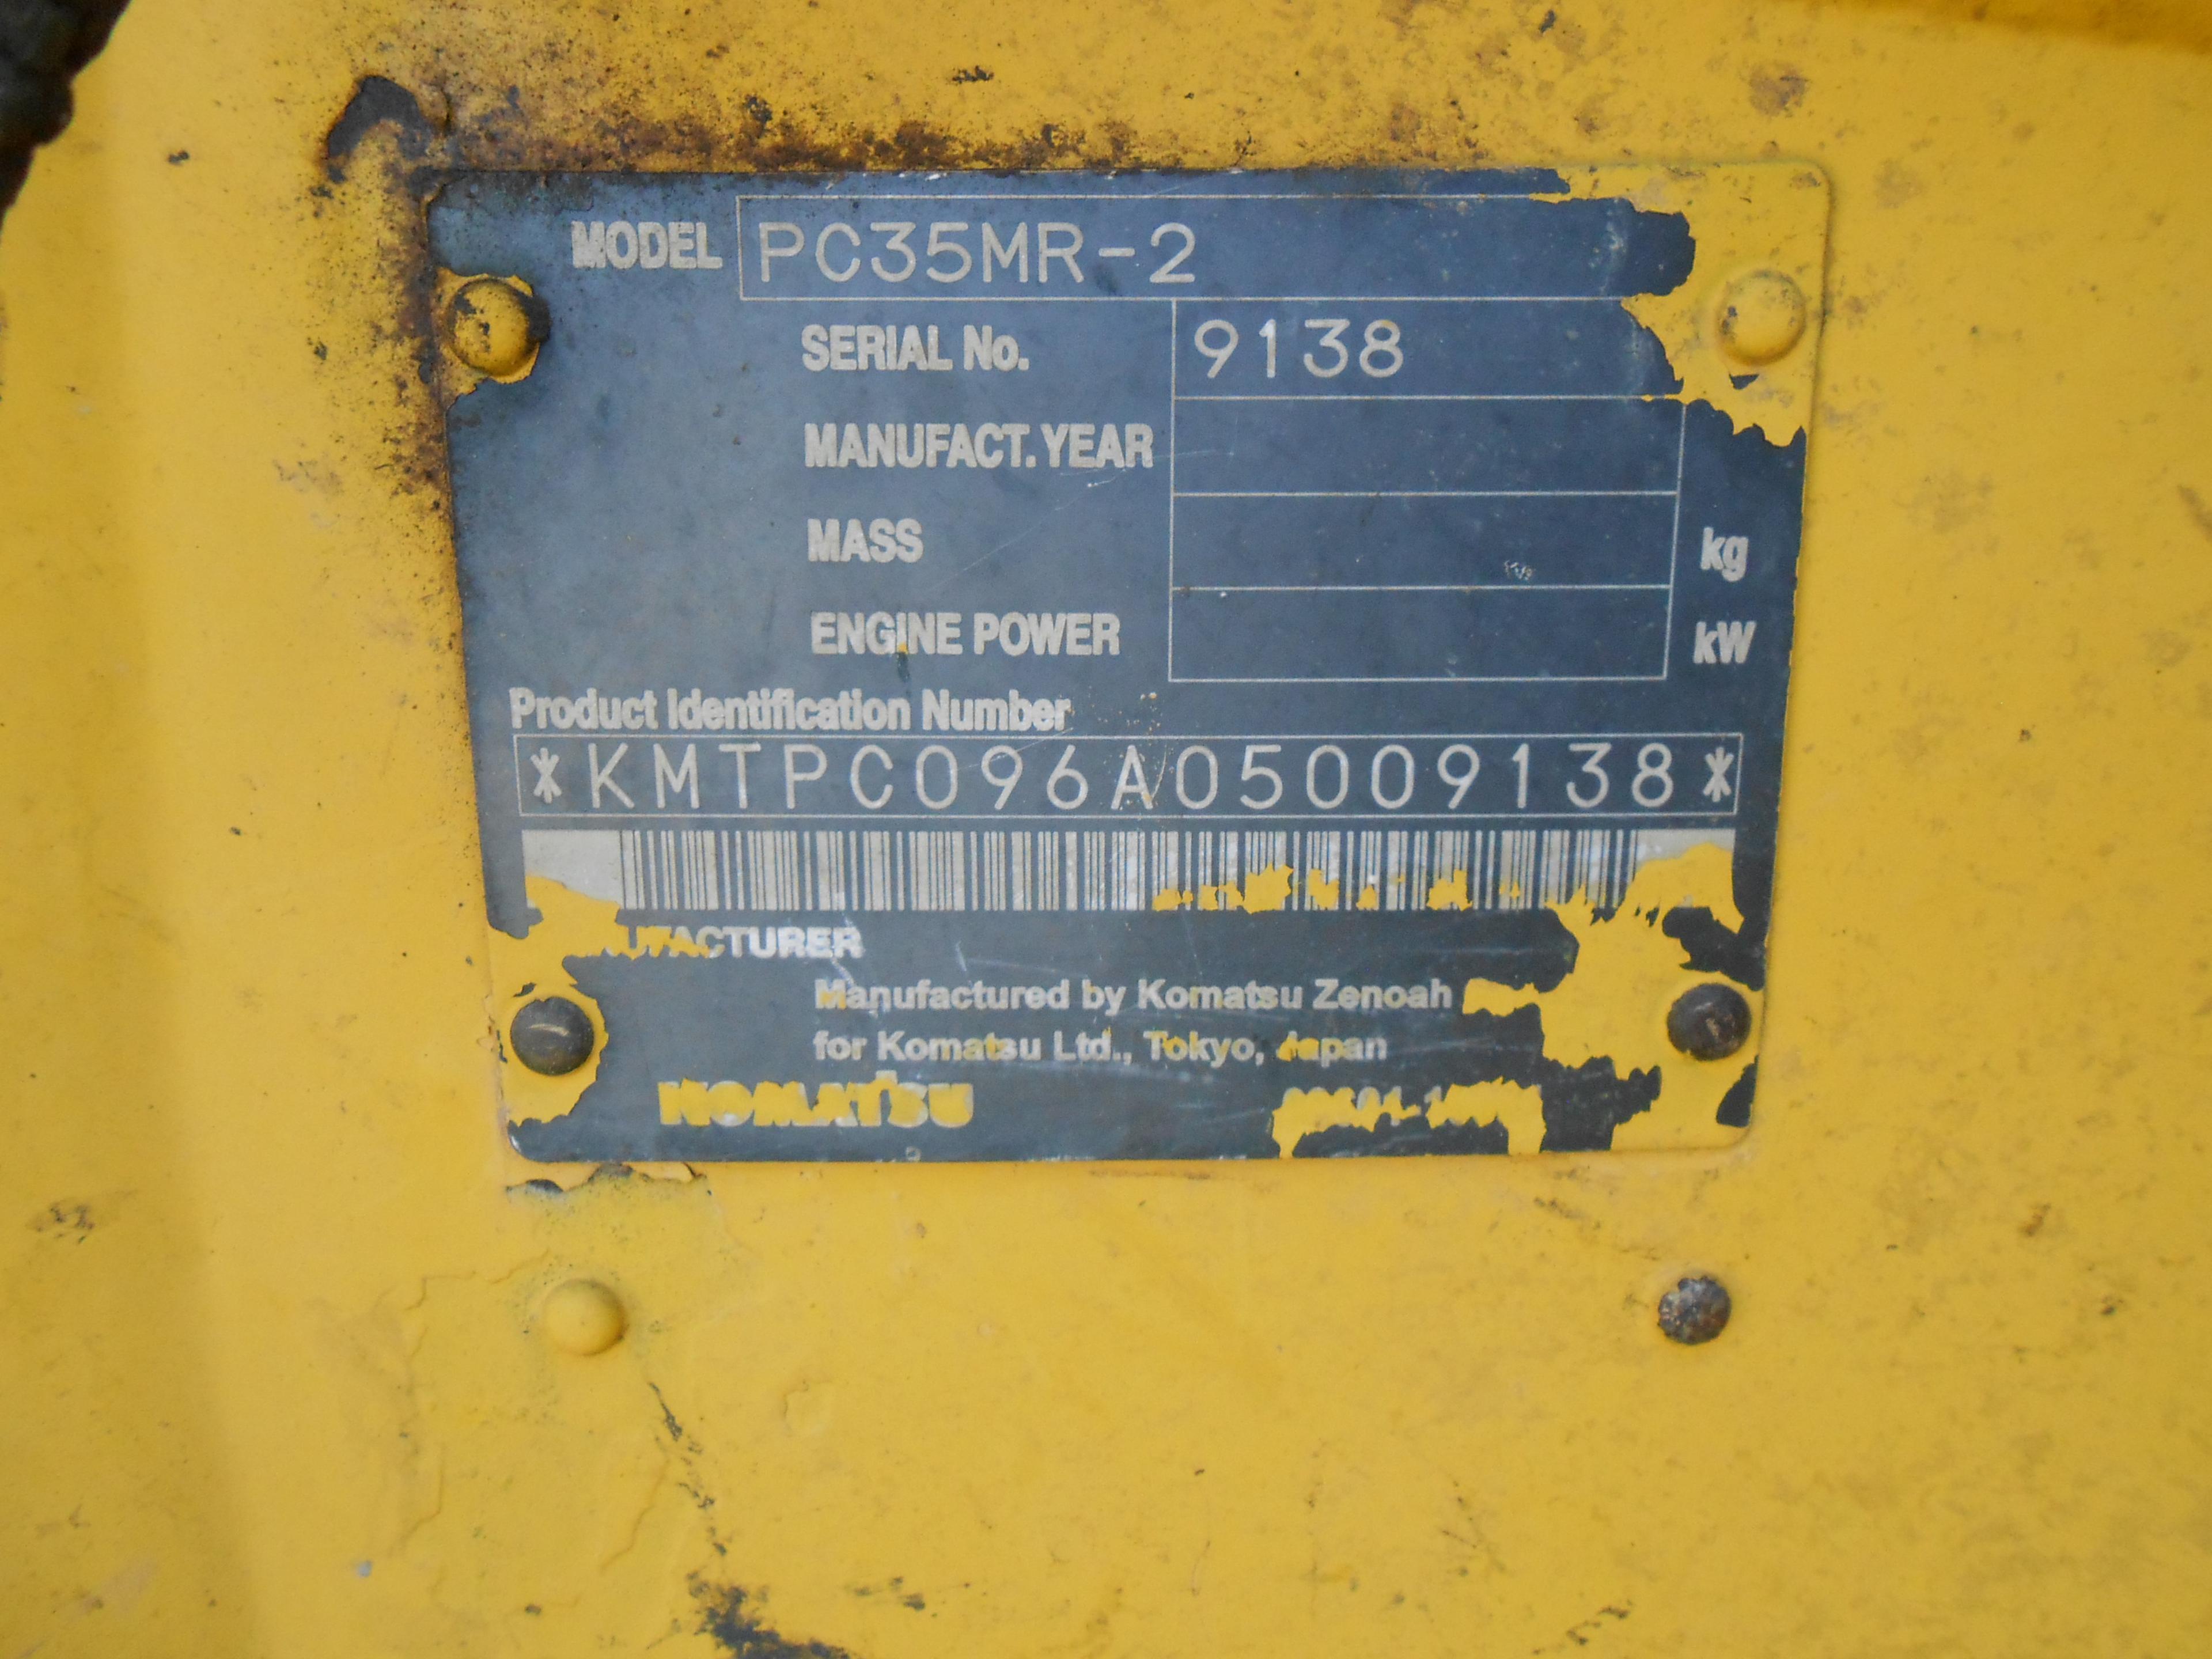 MODEL PC35MR-2
SERIAL No. 9138
MANUFACT. YEAR
MASS kg
ENGINE POWER kW
Product Identification Number
*KMTPC096A05009138*
MANUFACTURER
Manufactured by Komatsu Zenoah
for Komatsu Ltd., Tokyo, Japan
KOMATSU